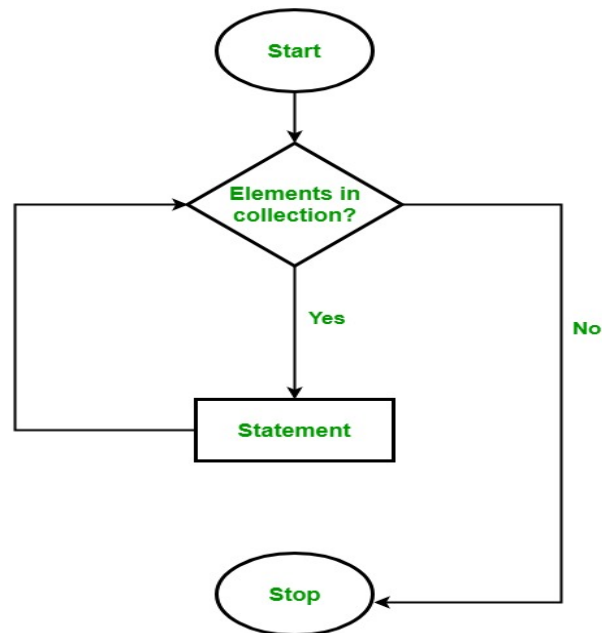 Start
Elements in
collection?
Yes
No
Statement
Stop